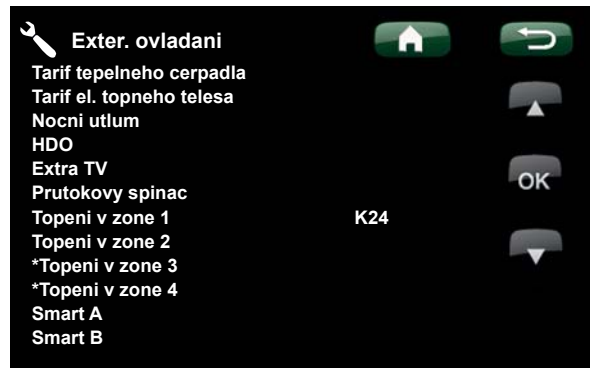 Exter. ovladani
Tarif tepelneho cerpadla
Tarif el. topneho telesa
Nocni utlum
HDO
Extra TV
OK
Prutokovy spinac
Topeni v zone 1 K24
Topeni v zone 2
*Topeni v zone 3
*Topeni v zone 4
Smart A
Smart B